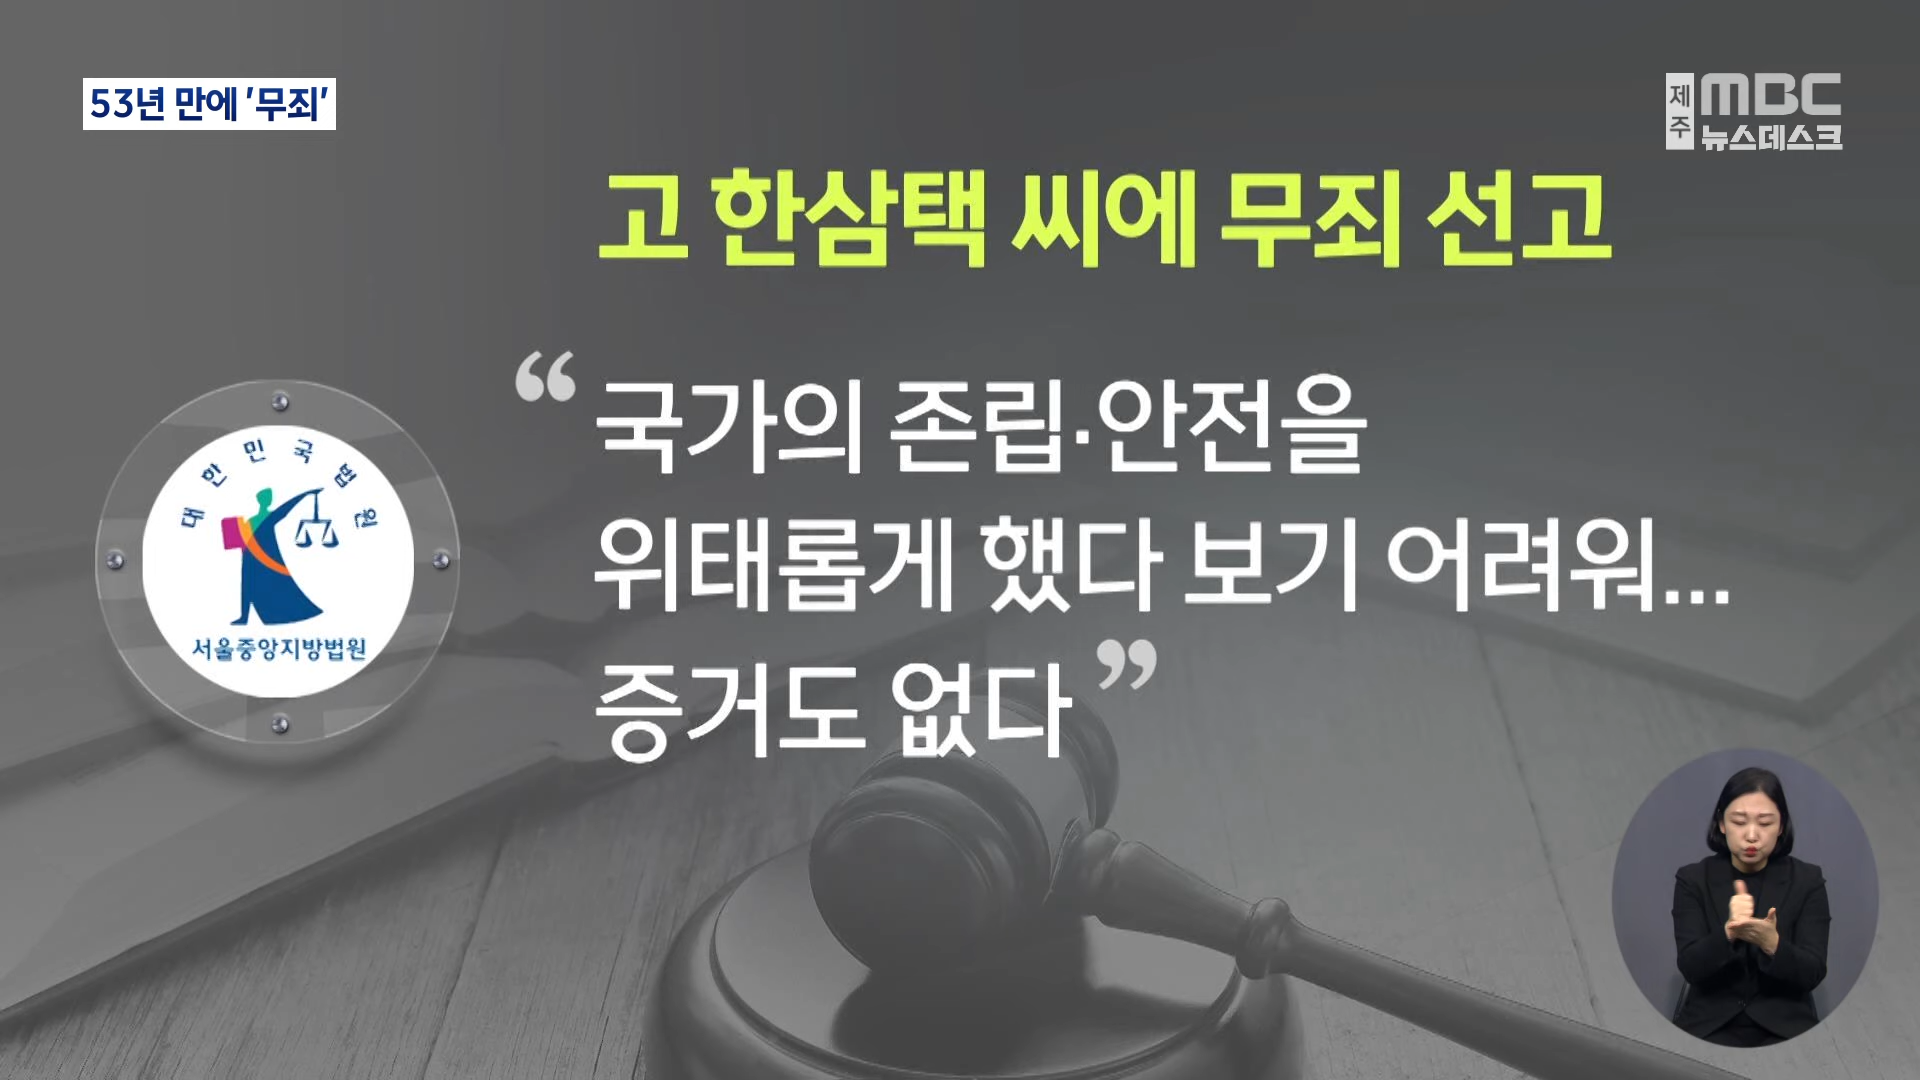 53년 만에 '무죄'
제주 MBC
뉴스데스크
고 한삼택 씨에 무죄 선고
“국가의 존립·안전을
위태롭게 했다 보기 어려워...
증거도 없다”
대한민국법원
서울중앙지방법원